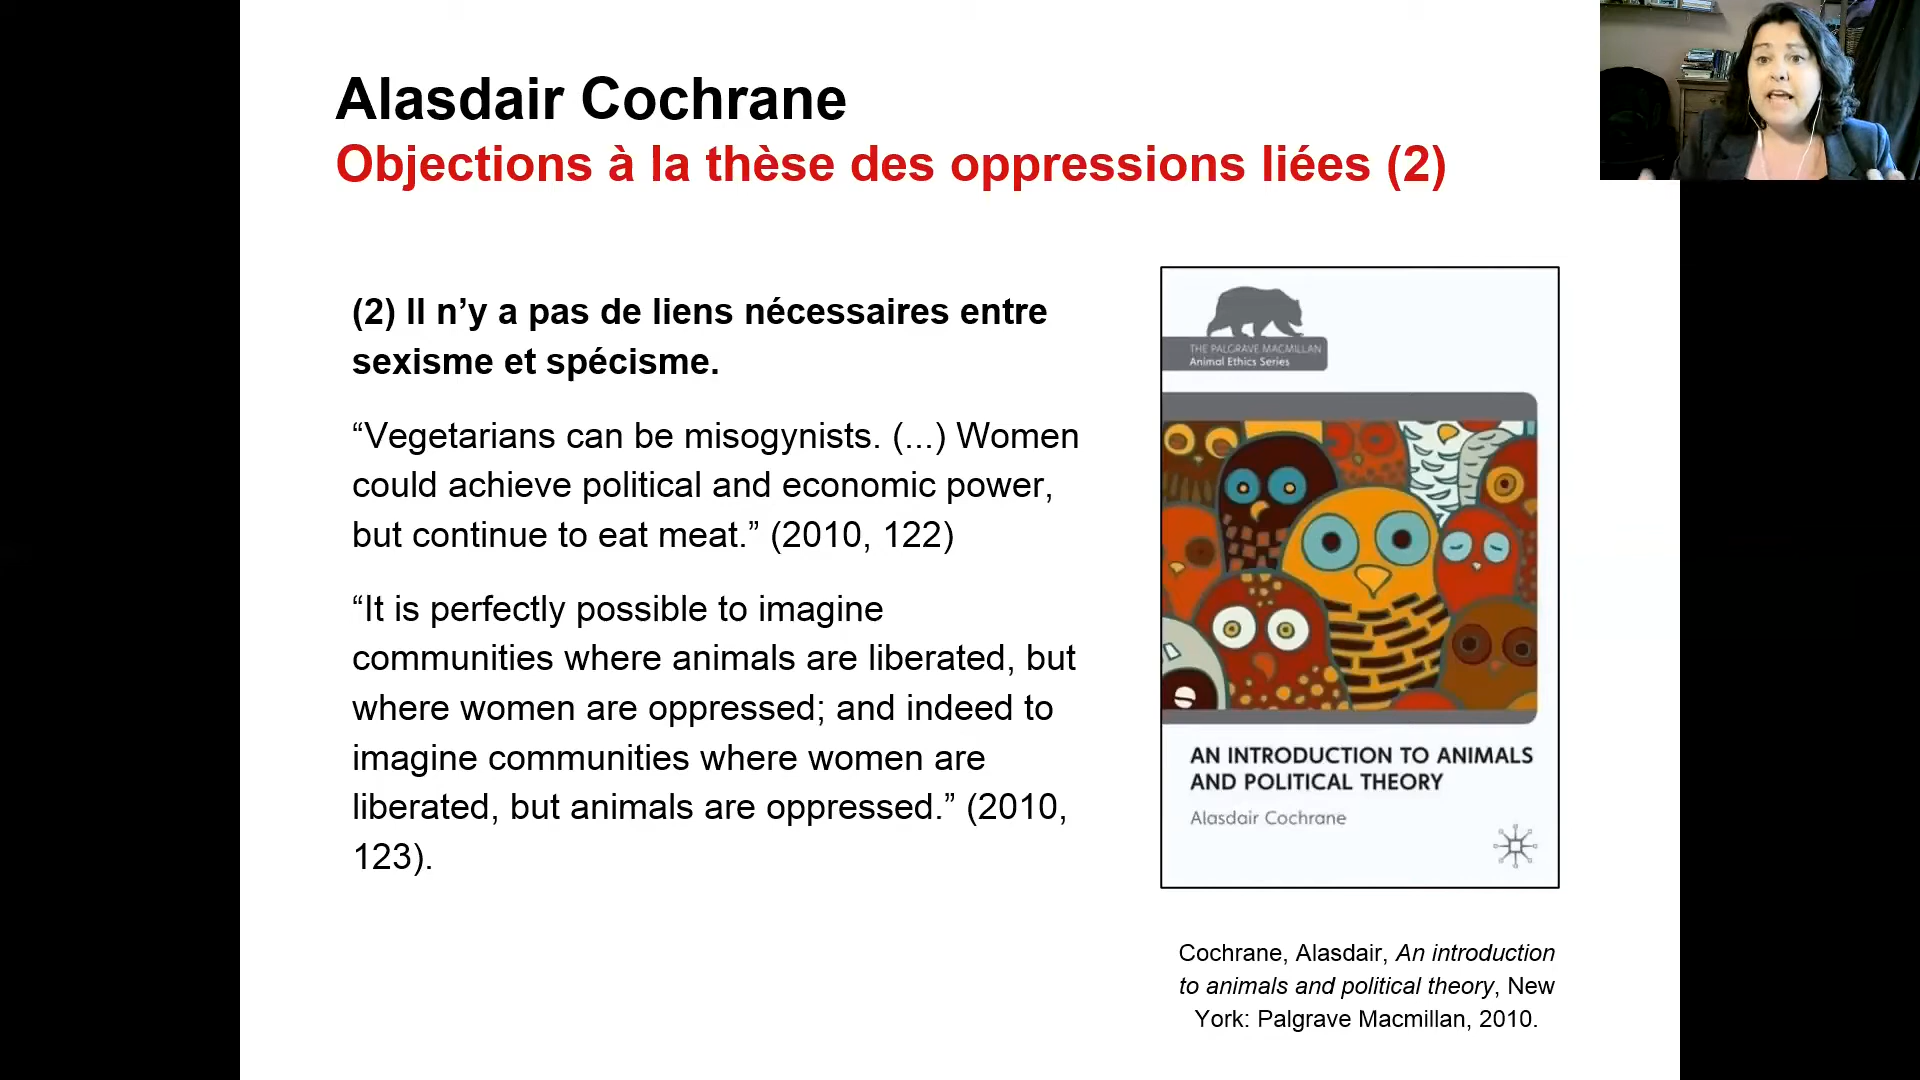 Alasdair Cochrane
Objections à la thèse des oppressions liées (2)
(2) Il n’y a pas de liens nécessaires entre
sexisme et spécisme.
“Vegetarians can be misogynists. (...) Women
could achieve political and economic power,
but continue to eat meat.” (2010, 122)
“It is perfectly possible to imagine
communities where animals are liberated, but
where women are oppressed; and indeed to
imagine communities where women are
liberated, but animals are oppressed.” (2010,
123).
THE PALGRAVE MACMILLAN
Animal Ethics Series
AN INTRODUCTION TO ANIMALS
AND POLITICAL THEORY
Alasdair Cochrane
Cochrane, Alasdair, An introduction
to animals and political theory, New
York: Palgrave Macmillan, 2010.